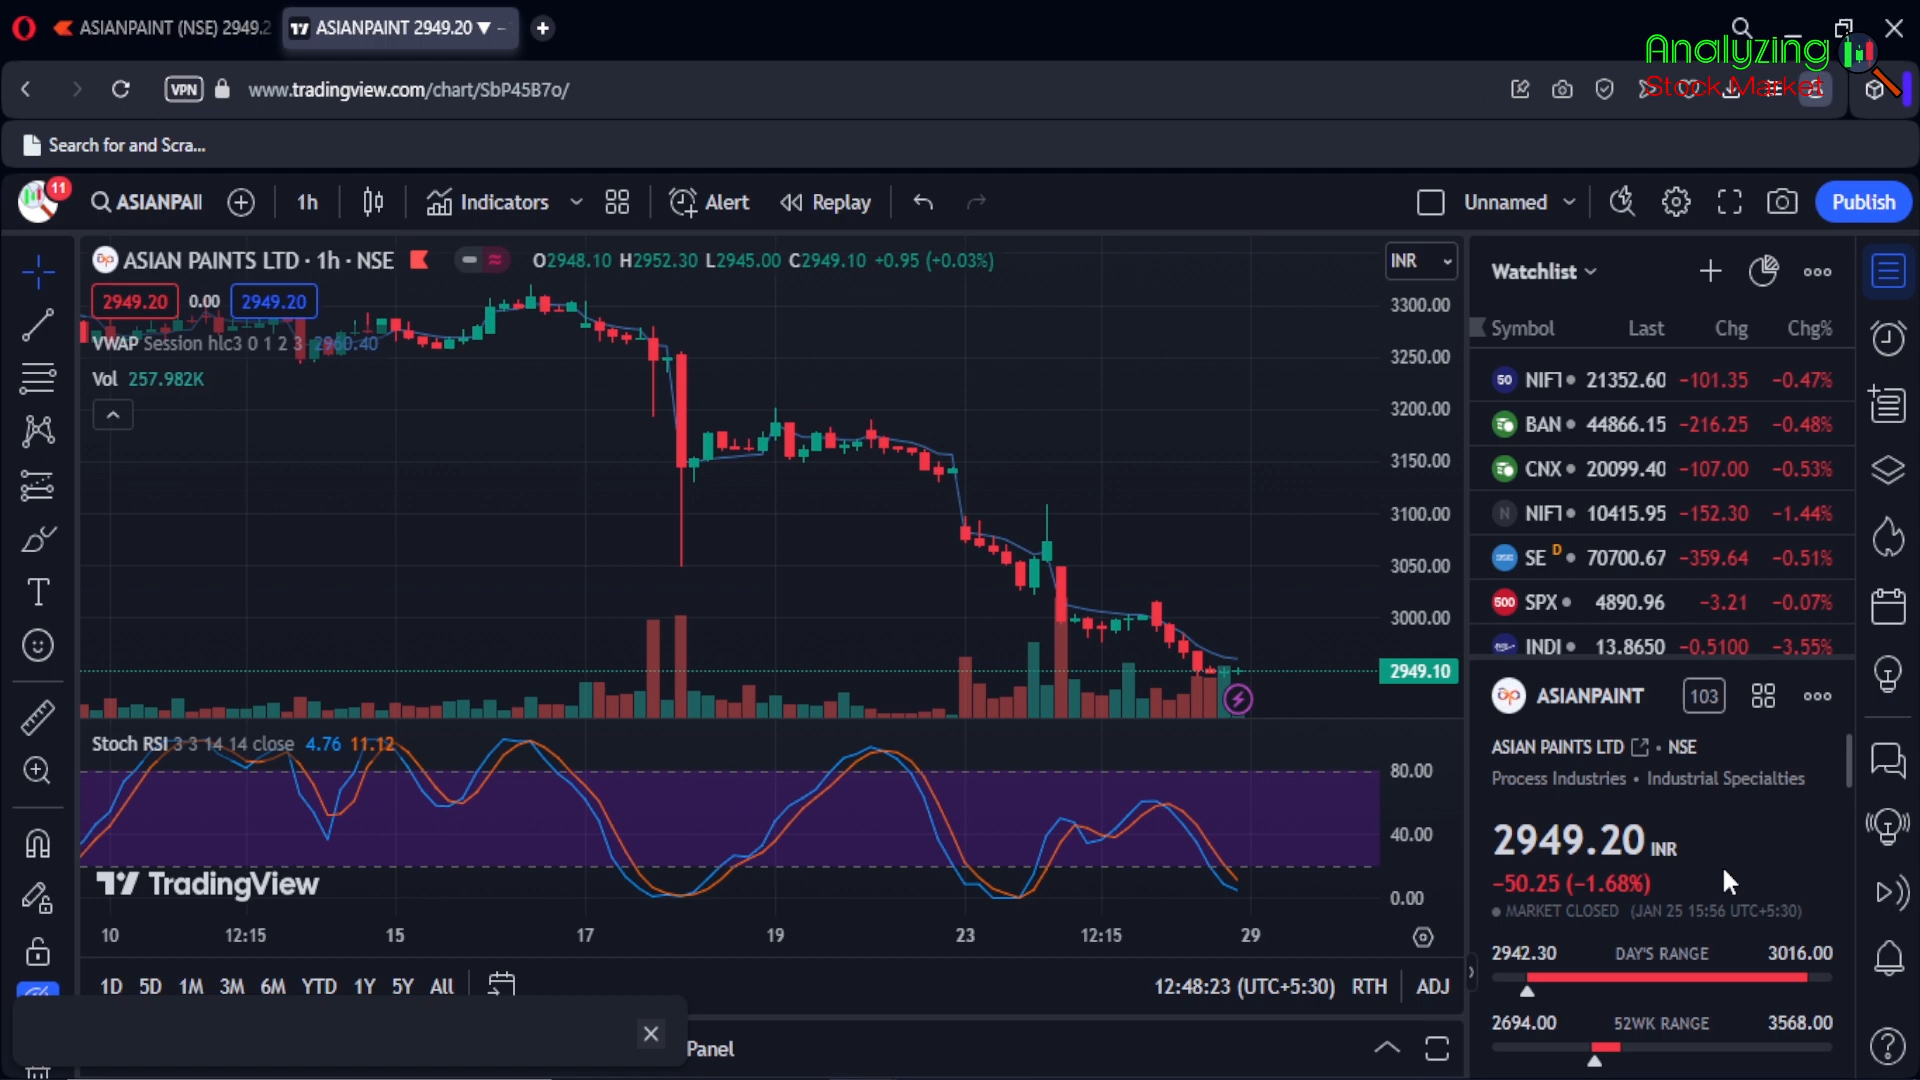 ASIANPAINT (NSE) 2949.2
ASIANPAINT 2949.20 ▼ –
Analyzing
Stock Market
VPN
www.tradingview.com/chart/SbP45B7o/
Search for and Scra...
11
ASIANPAII
1h
Indicators
Alert
Replay
Unnamed
Publish
ASIAN PAINTS LTD · 1h · NSE
O2948.10 H2952.30 L2945.00 C2949.10 +0.95 (+0.03%)
INR
2949.20 0.00 2949.20
VWAP Session hlc3 0 1 2 3 2960.40
Vol 257.982K
3300.00
3250.00
3200.00
3150.00
3100.00
3050.00
3000.00
2949.10
Stoch RSI 3 3 14 14 close 4.76 11.12
80.00
40.00
0.00
TradingView
10 12:15 15 17 19 23 12:15 29
1D 5D 1M 3M 6M YTD 1Y 5Y All
12:48:23 (UTC+5:30) RTH ADJ
Panel
Watchlist
Symbol Last Chg Chg%
50 NIFT 21352.60 −101.35 −0.47%
BAN 44866.15 −216.25 −0.48%
CNX 20099.40 −107.00 −0.53%
N NIFT 10415.95 −152.30 −1.44%
SE D 70700.67 −359.64 −0.51%
500 SPX 4890.96 −3.21 −0.07%
INDI 13.8650 −0.5100 −3.55%
ASIANPAINT 103
ASIAN PAINTS LTD • NSE
Process Industries • Industrial Specialties
2949.20 INR
−50.25 (−1.68%)
MARKET CLOSED (JAN 25 15:56 UTC+5:30)
2942.30 DAY'S RANGE 3016.00
2694.00 52WK RANGE 3568.00